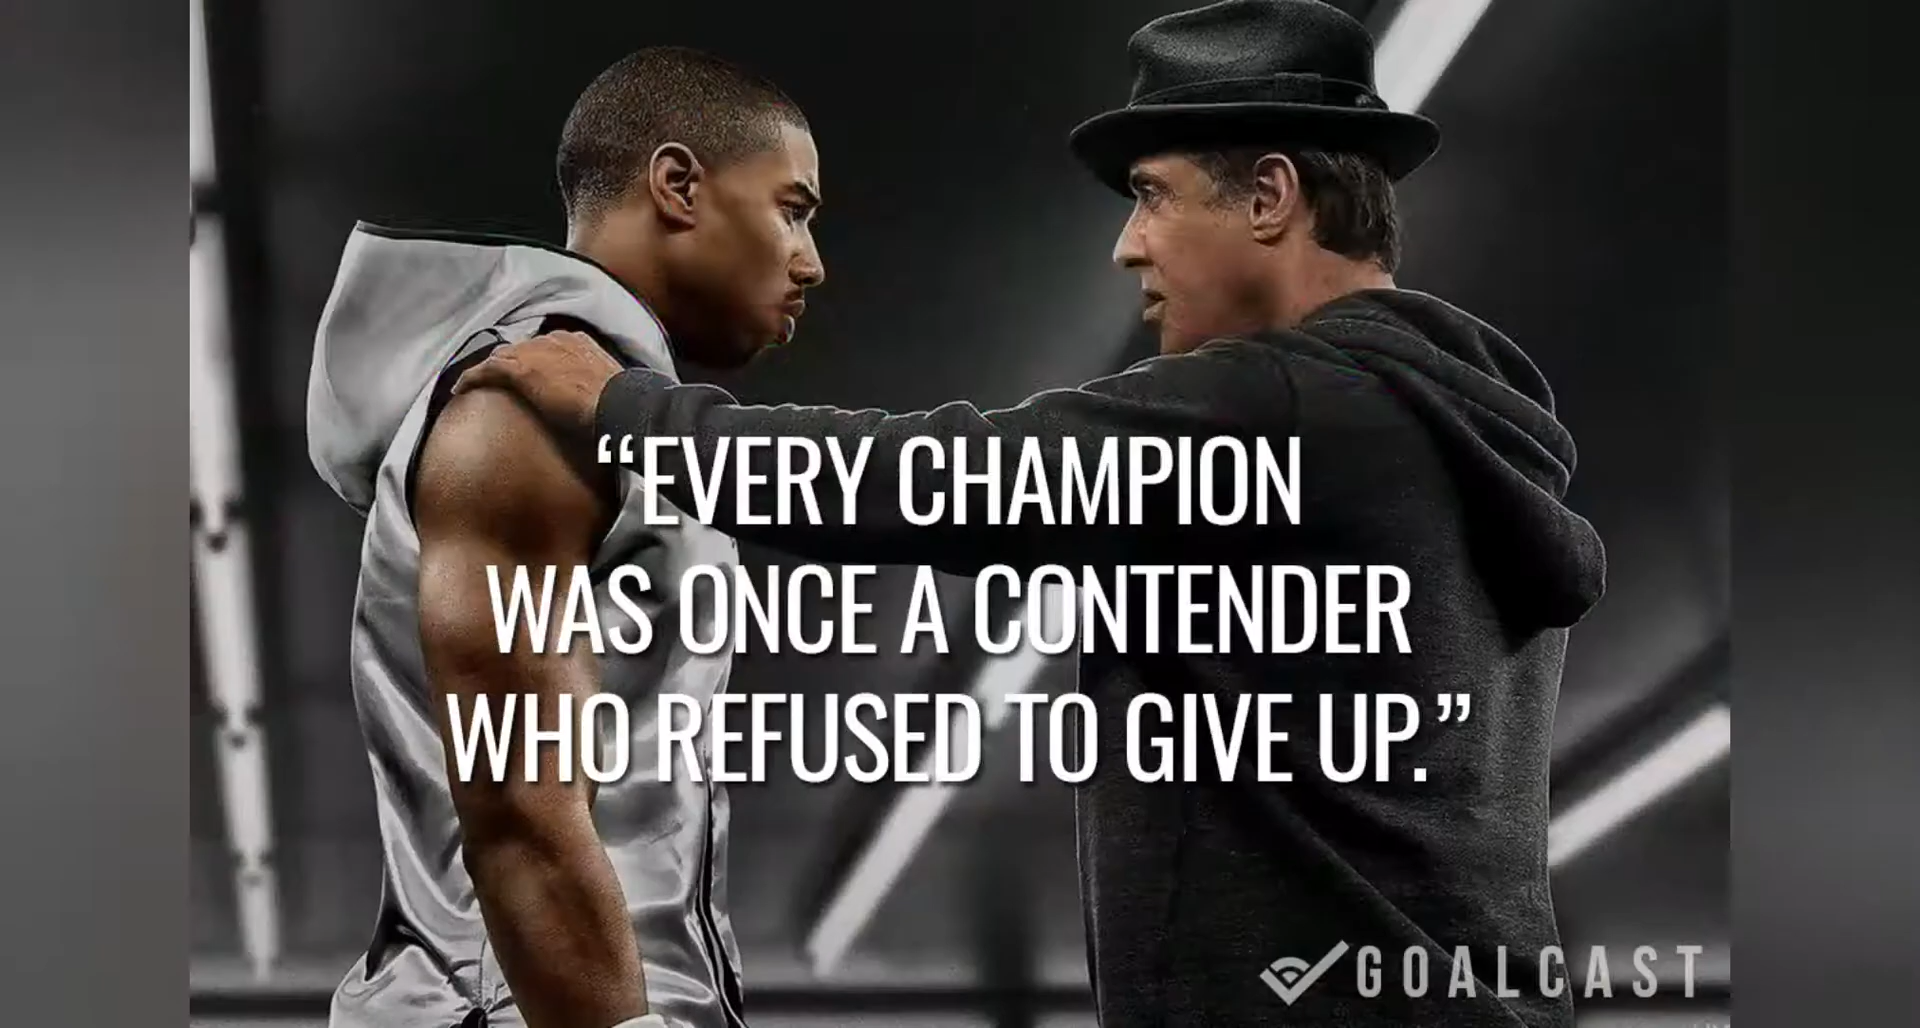 “EVERY CHAMPION
WAS ONCE A CONTENDER
WHO REFUSED TO GIVE UP.”
GOALCAST